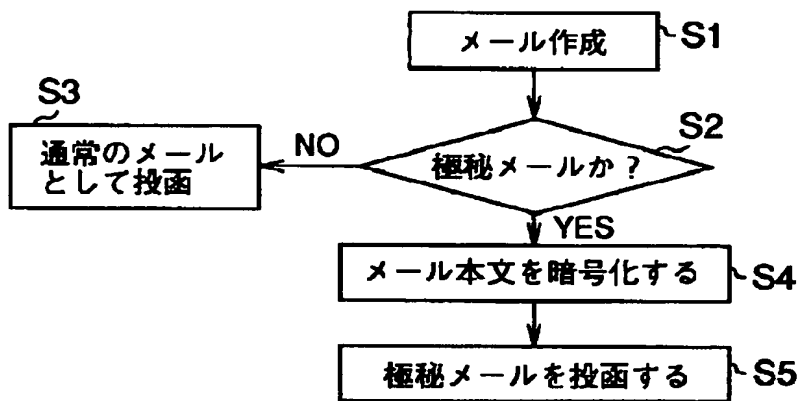 メール作成
S1
S3
通常のメール
として投函
NO
極秘メールか?
S2
YES
メール本文を暗号化する
S4
極秘メールを投函する
S5